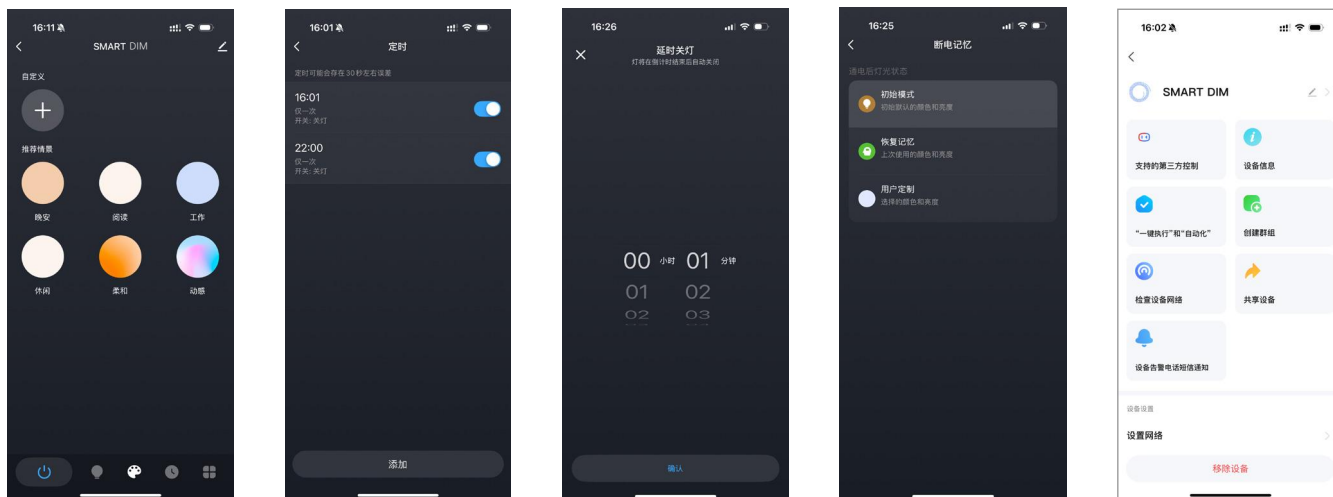 16:11
SMART DIM
自定义
推荐情景
晚安
阅读
工作
休闲
柔和
动感
16:01
定时
定时可能会存在30秒左右误差
16:01
仅一次
开关: 关灯
22:00
仅一次
开关: 关灯
添加
16:26
延时关灯
灯将在倒计时结束后自动关闭
00 小时 01 分钟
01 02
02 03
确认
16:25
断电记忆
通电后灯光状态
初始模式
初始默认的颜色和亮度
恢复记忆
上次使用的颜色和亮度
用户定制
选择的颜色和亮度
16:02
SMART DIM
支持的第三方控制
设备信息
“一键执行”和“自动化”
创建群组
检查设备网络
共享设备
设备告警电话短信通知
设备设置
设置网络
移除设备